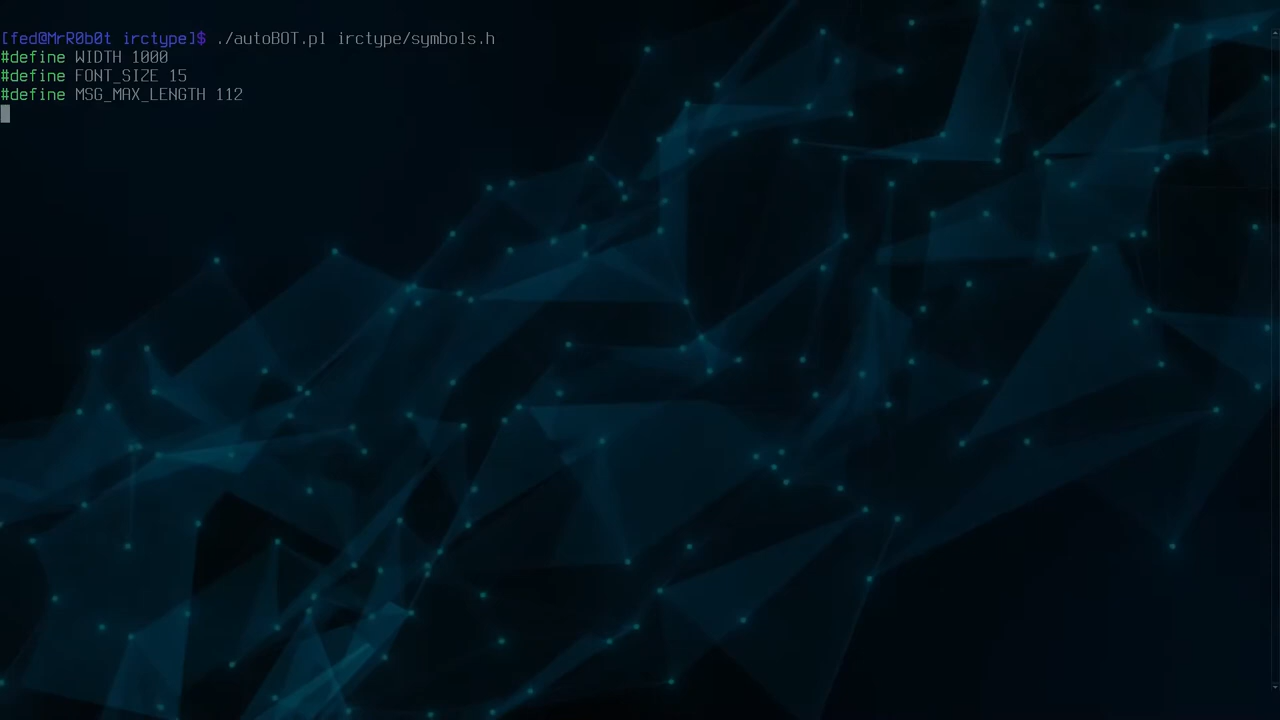 [fed@MrR0b0t irctype]$ ./autoBOT.pl irctype/symbols.h
#define WIDTH 1000
#define FONT_SIZE 15
#define MSG_MAX_LENGTH 112